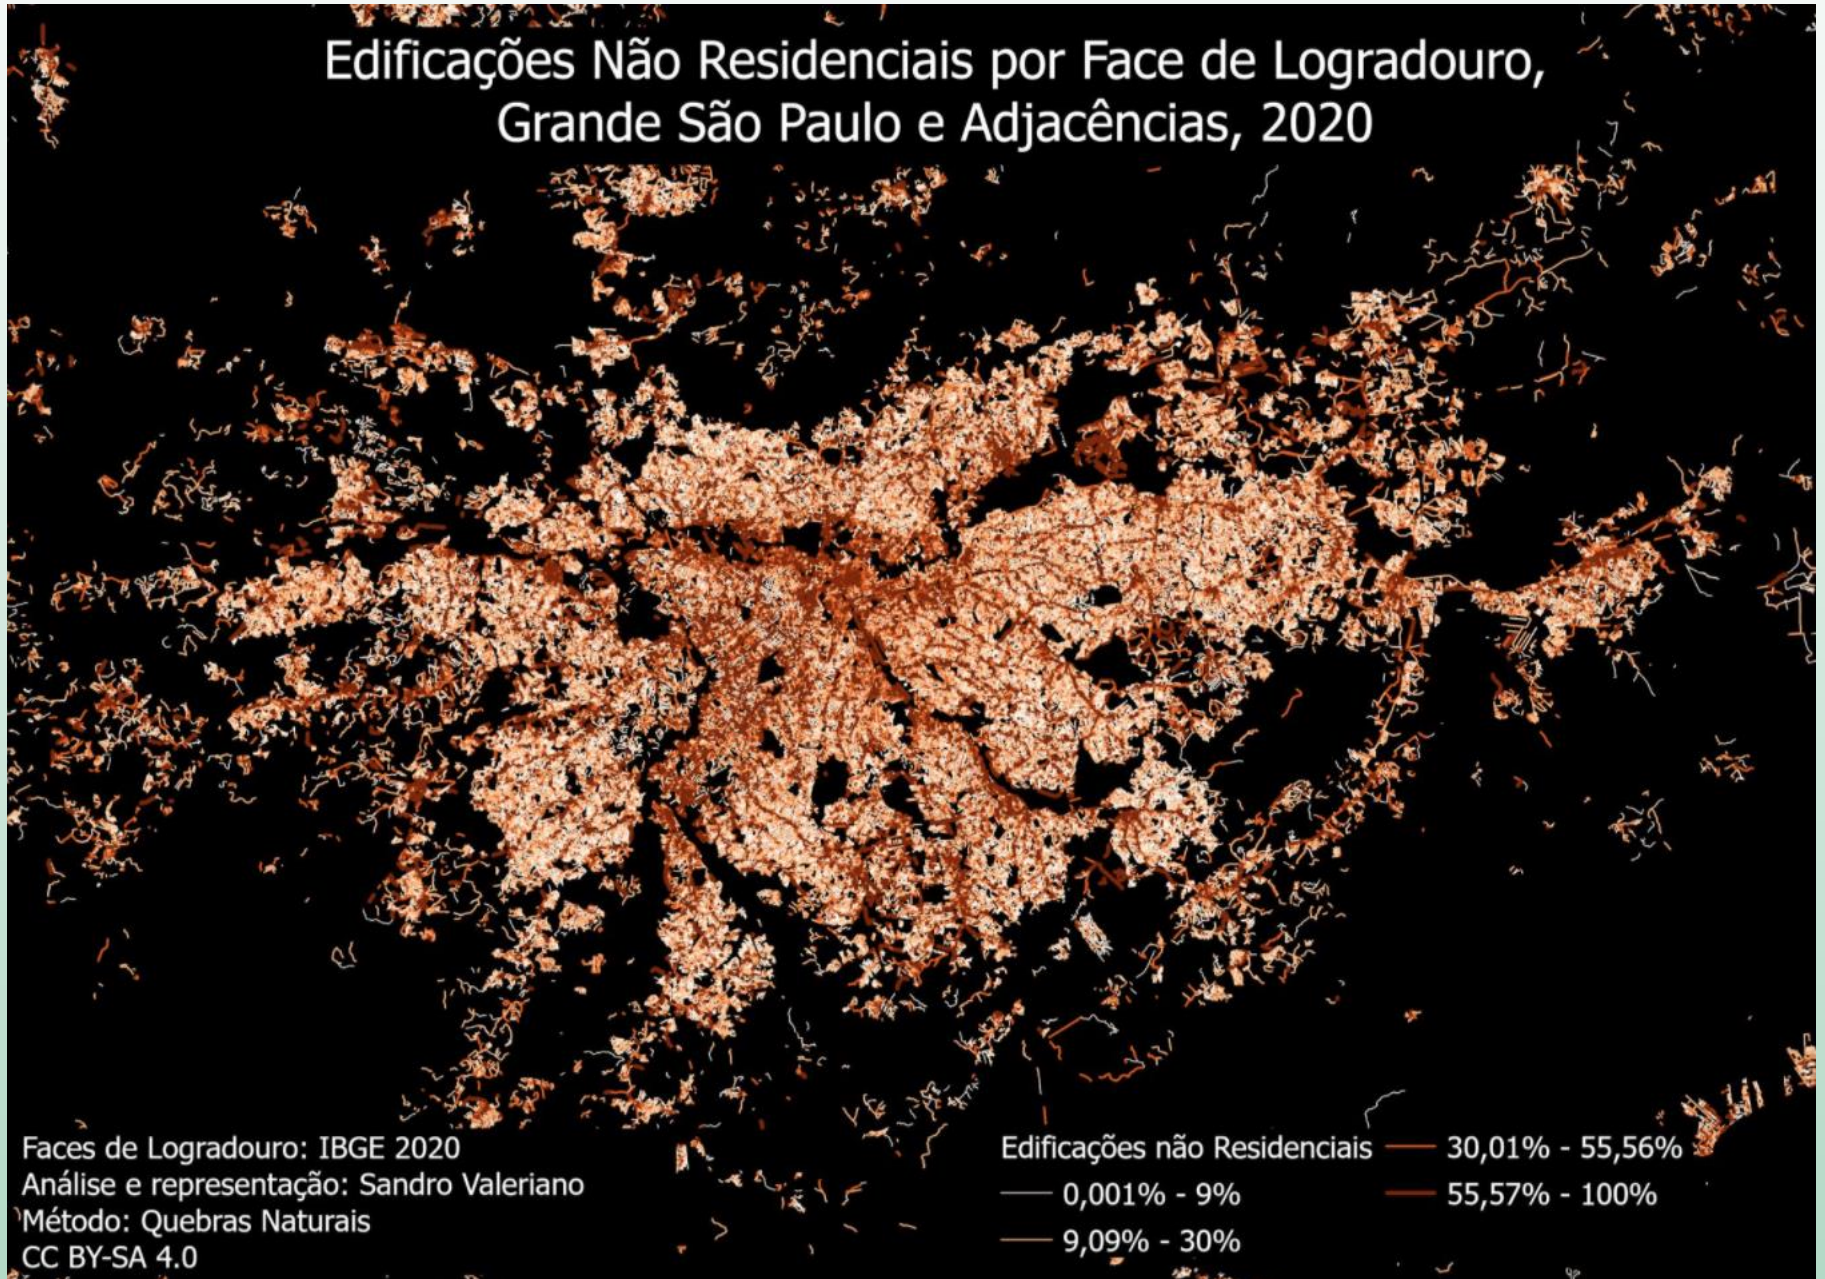 Edificações Não Residenciais por Face de Logradouro,
Grande São Paulo e Adjacências, 2020
Faces de Logradouro: IBGE 2020
Análise e representação: Sandro Valeriano
Método: Quebras Naturais
CC BY-SA 4.0
Edificações não Residenciais
0,001% - 9%
9,09% - 30%
30,01% - 55,56%
55,57% - 100%